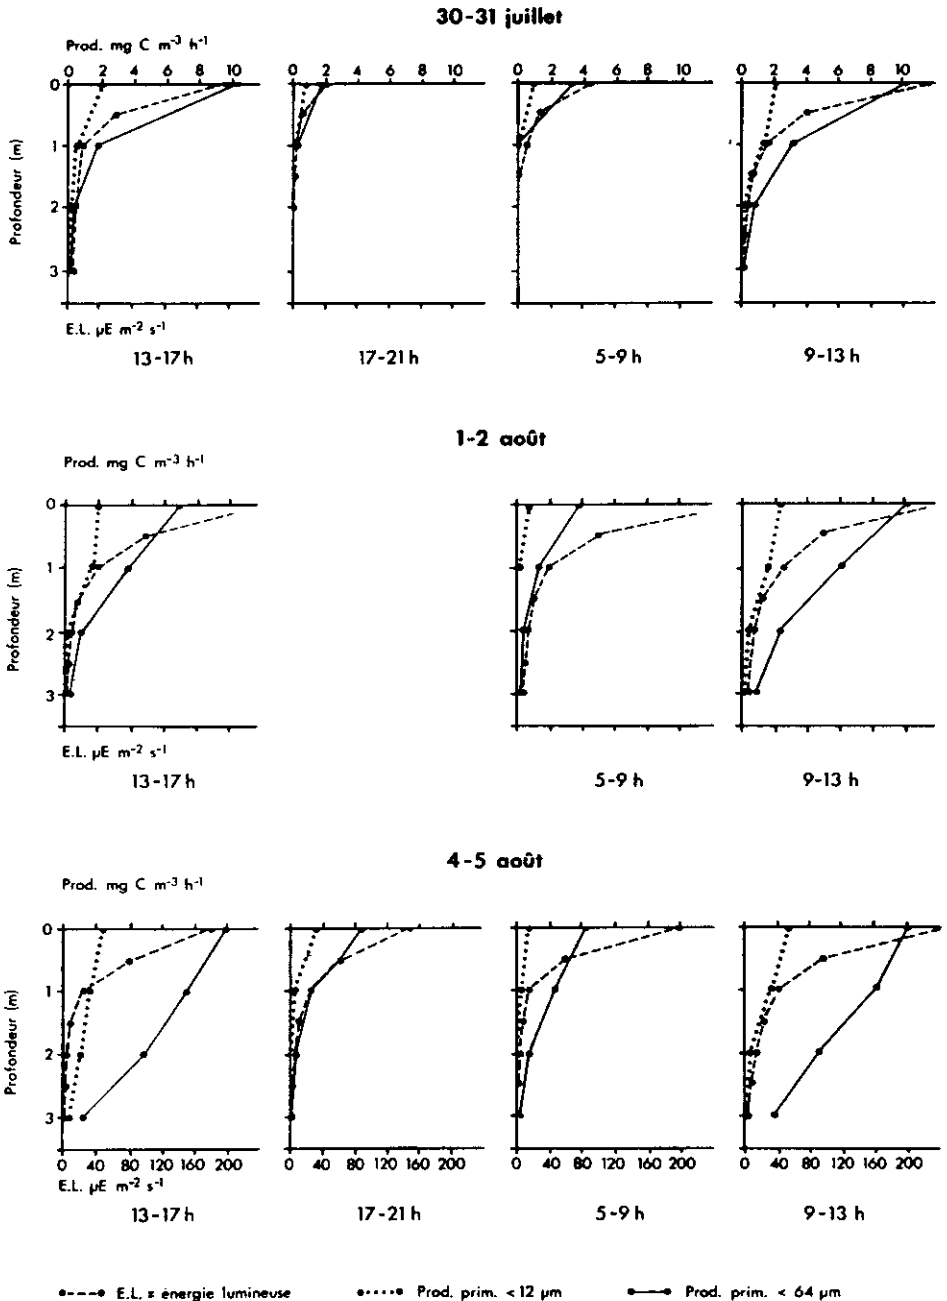 30-31 juillet
Prod. mg C m⁻³ h⁻¹
0 2 4 6 8 10
0 2 4 6 8 10
0 2 4 6 8 10
0 2 4 6 8 10
Profondeur (m)
0
1
2
3
0
0
0
E.L. µE m⁻² s⁻¹
13-17 h
17-21 h
5-9 h
9-13 h
1-2 août
Prod. mg C m⁻³ h⁻¹
Profondeur (m)
0
1
2
3
E.L. µE m⁻² s⁻¹
13-17 h
5-9 h
9-13 h
4-5 août
Prod. mg C m⁻³ h⁻¹
Profondeur (m)
0
1
2
3
0 40 80 120 160 200
0 40 80 120 160 200
0 40 80 120 160 200
0 40 80 120 160 200
E.L. µE m⁻² s⁻¹
13-17 h
17-21 h
5-9 h
9-13 h
E.L. = énergie lumineuse
Prod. prim. < 12 µm
Prod. prim. < 64 µm